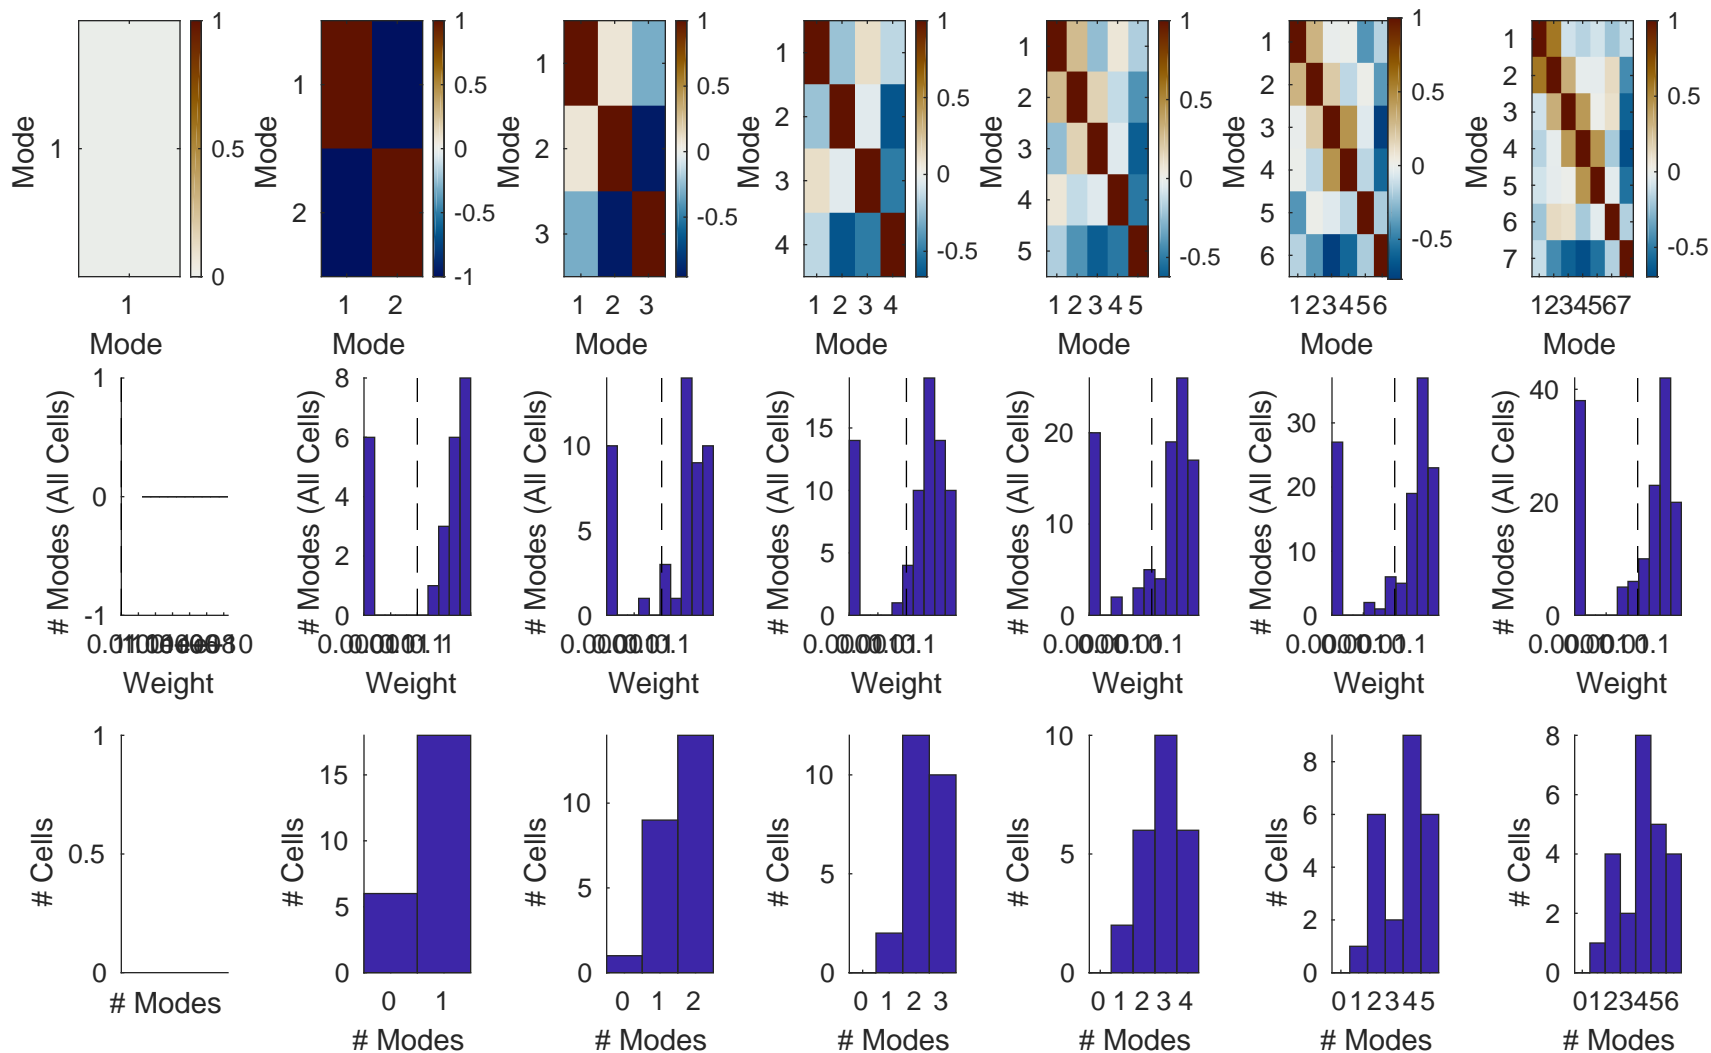 1
0.5
0
Mode
1
1
Mode
1
0.5
0
-0.5
-1
Mode
1
2
1 2
Mode
1
0.5
0
-0.5
Mode
1
2
3
1 2 3
Mode
1
0.5
0
-0.5
Mode
1
2
3
4
1 2 3 4
Mode
1
0.5
0
-0.5
Mode
1
2
3
4
5
1 2 3 4 5
Mode
1
0.5
0
-0.5
Mode
1
2
3
4
5
6
123456
Mode
1
0.5
0
-0.5
Mode
1
2
3
4
5
6
7
1234567
Mode
# Modes (All Cells)
1
0
-1
Weight
# Modes (All Cells)
8
6
4
2
0
Weight
# Modes (All Cells)
10
5
0
Weight
# Modes (All Cells)
15
10
5
0
Weight
# Modes (All Cells)
20
10
0
Weight
# Modes (All Cells)
30
20
10
0
Weight
# Modes (All Cells)
40
20
0
Weight
# Cells
1
0.5
0
# Modes
# Cells
15
10
5
0
0 1
# Modes
# Cells
10
5
0
0 1 2
# Modes
# Cells
10
5
0
0 1 2 3
# Modes
# Cells
10
5
0
0 1 2 3 4
# Modes
# Cells
8
6
4
2
0
0 1 2 3 4 5
# Modes
# Cells
8
6
4
2
0
0123456
# Modes